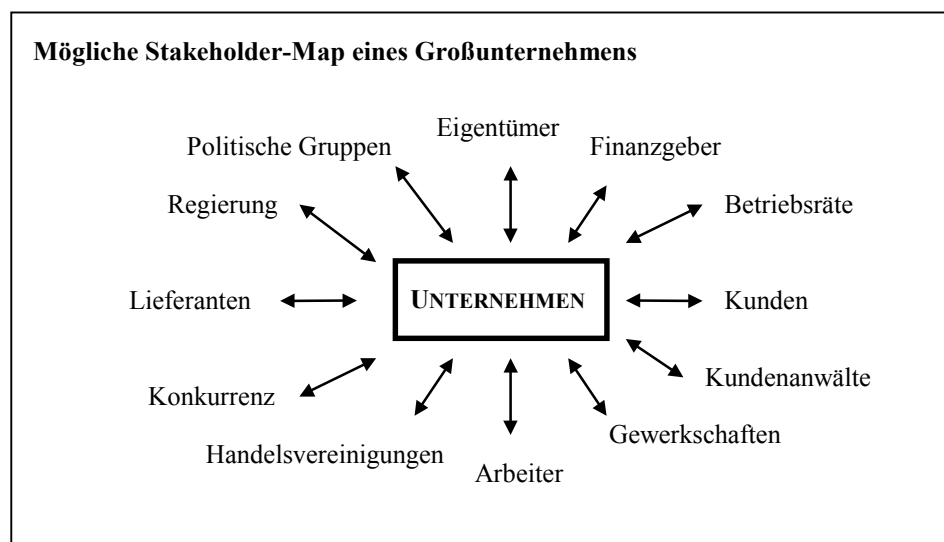 Mögliche Stakeholder-Map eines Großunternehmens
Eigentümer
Politische Gruppen
Finanzgeber
Regierung
Betriebsräte
Lieferanten
UNTERNEHMEN
Kunden
Konkurrenz
Kundenanwälte
Handelsvereinigungen
Gewerkschaften
Arbeiter